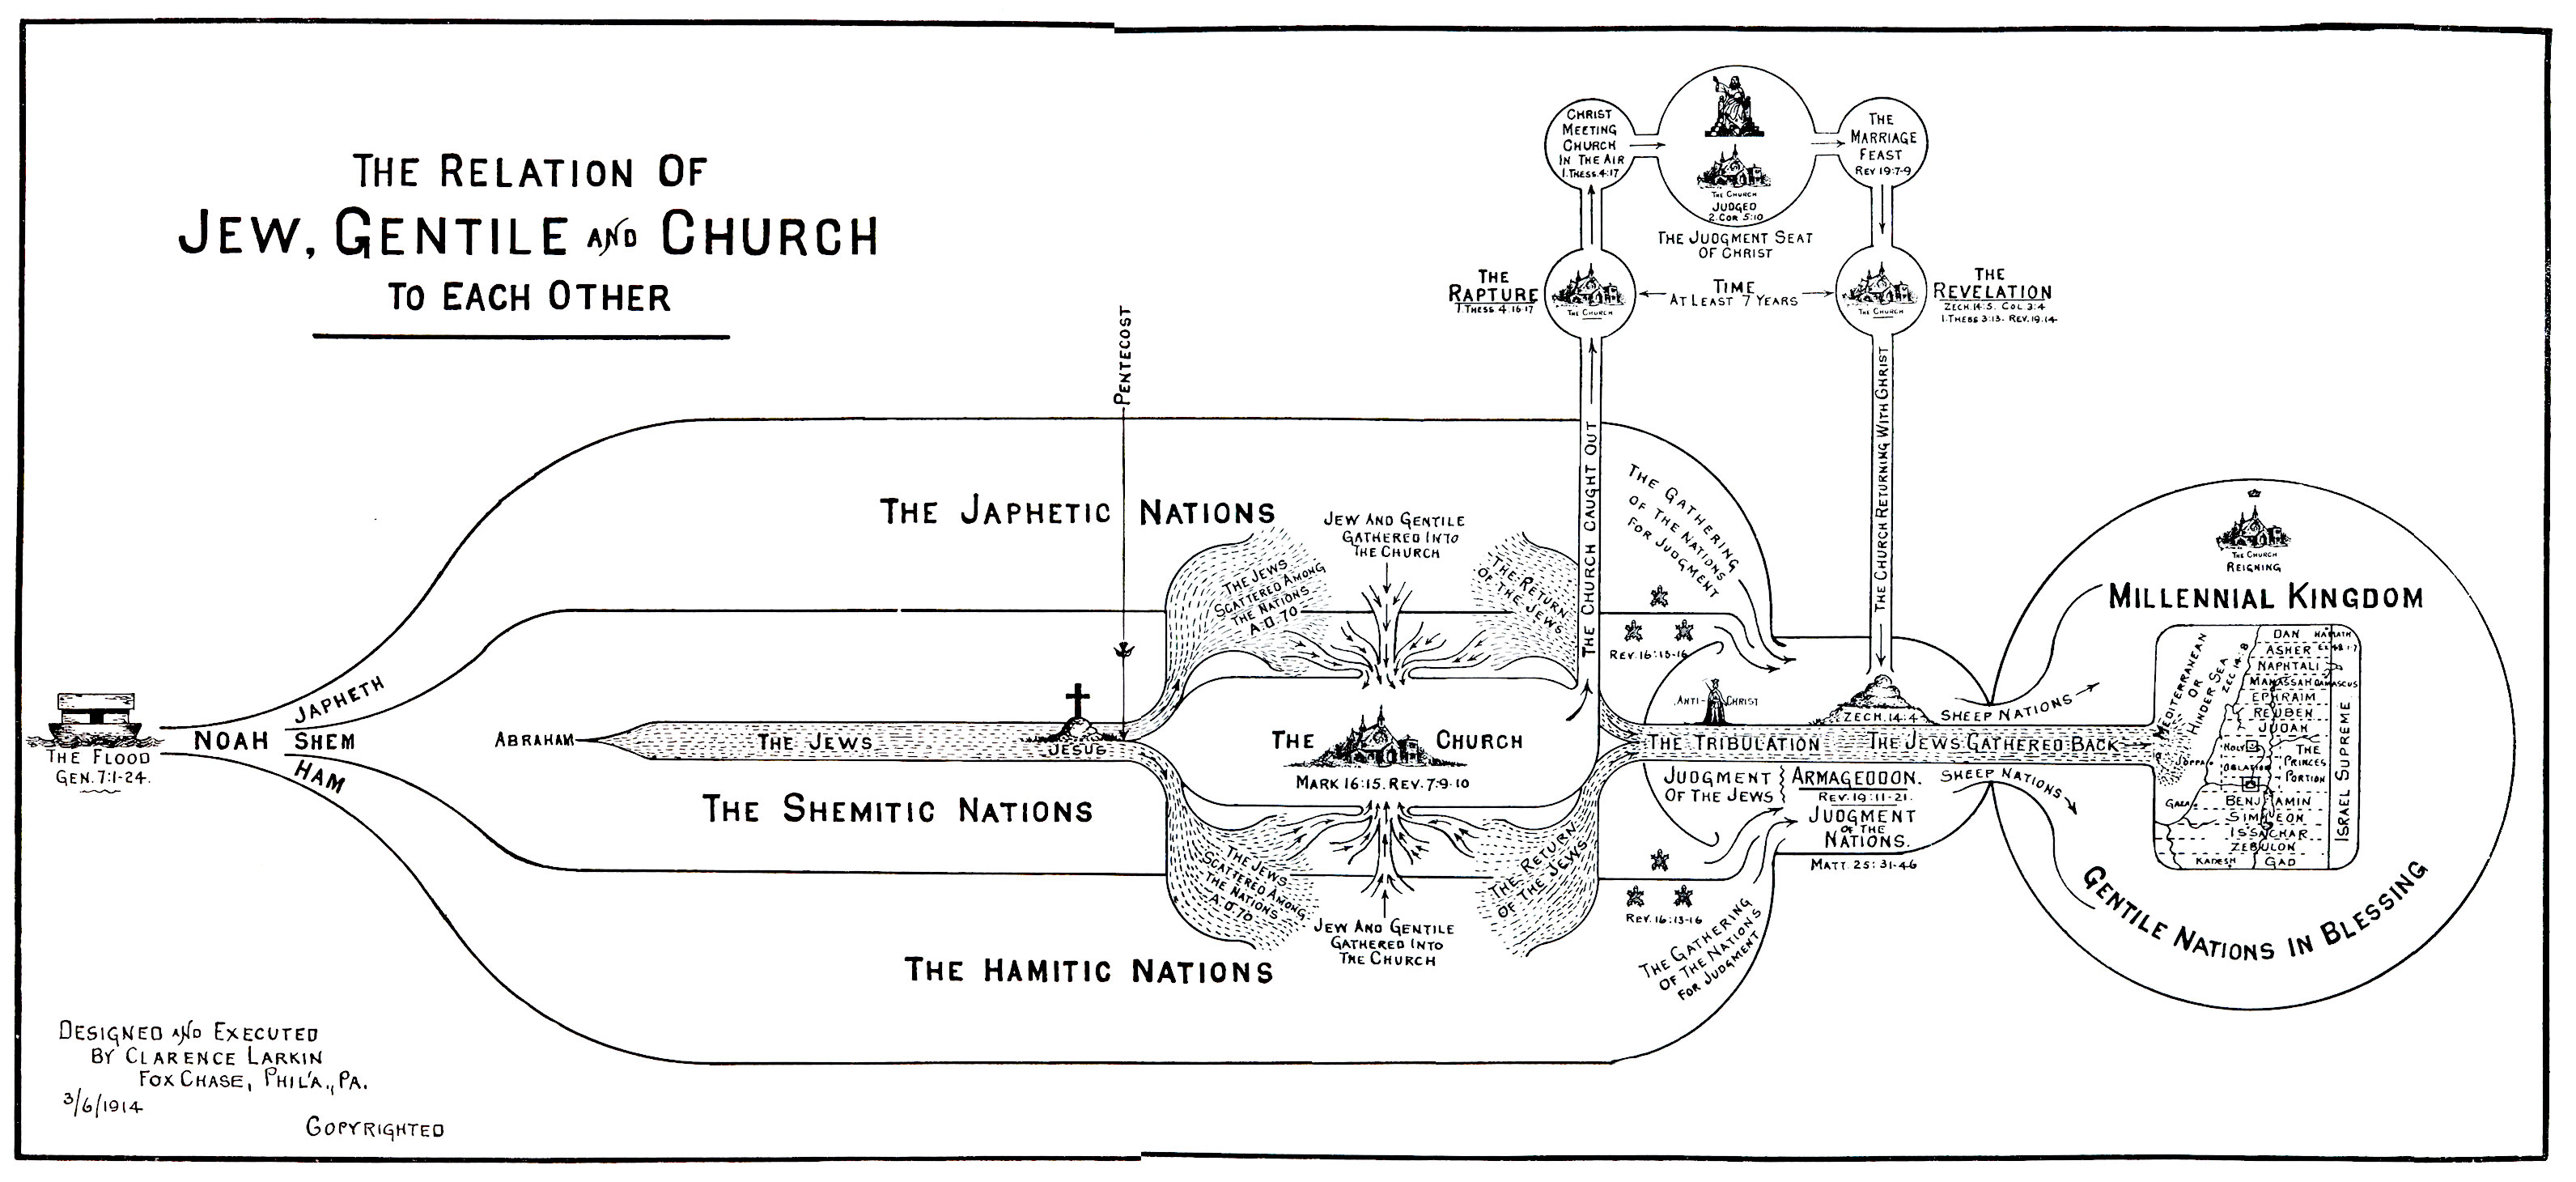 THE RELATION OF
JEW, GENTILE AND CHURCH
TO EACH OTHER
THE FLOOD
GEN. 7:1-24.
NOAH
JAPHETH
SHEM
HAM
ABRAHAM
THE JEWS
JESUS
PENTECOST
THE JAPHETIC NATIONS
THE SHEMITIC NATIONS
THE HAMITIC NATIONS
THE JEWS
SCATTERED AMONG
THE NATIONS
A.D. 70
THE JEWS
SCATTERED AMONG
THE NATIONS
A.D. 70
JEW AND GENTILE
GATHERED INTO
THE CHURCH
THE CHURCH
MARK 16:15. REV. 7:9-10
JEW AND GENTILE
GATHERED INTO
THE CHURCH
THE RETURN
OF THE JEWS
THE RETURN
OF THE JEWS
THE CHURCH CAUGHT OUT
THE
RAPTURE
1. THESS 4:16-17
THE CHURCH
CHRIST
MEETING
CHURCH
IN THE AIR
1. THESS. 4:17
THE CHURCH
JUDGED
2. COR 5:10
THE JUDGMENT SEAT
OF CHRIST
THE
MARRIAGE
FEAST
REV 19:7-9
TIME
AT LEAST 7 YEARS
THE CHURCH
THE
REVELATION
ZECH. 14:5. COL. 3:4
1. THESS 3:13. REV. 19:14
THE CHURCH RETURNING WITH CHRIST
THE GATHERING
OF THE NATIONS
FOR JUDGMENT
REV. 16:13-16
ANTI-CHRIST
ZECH. 14:4
THE TRIBULATION
THE JEWS GATHERED BACK
JUDGMENT
OF THE JEWS
ARMAGEDDON.
REV. 19:11-21.
JUDGMENT
OF THE
NATIONS.
MATT. 25:31-46
REV. 16:13-16
THE GATHERING
OF THE NATIONS
FOR JUDGMENT
SHEEP NATIONS
SHEEP NATIONS
THE CHURCH
REIGNING
MILLENNIAL KINGDOM
MEDITERRANEAN
OR
HINDER SEA
ZEC. 14:8
DAN
HAMATH
ASHER
NAPHTALI
MANASSAH
DAMASCUS
EPHRAIM
REUBEN
JUDAH
HOLY
OBLATION
THE
PRINCES
PORTION
JOPPA
GAZA
BENJAMIN
SIMEON
ISSACHAR
ZEBULON
KADESH
GAD
ISRAEL SUPREME
GENTILE NATIONS IN BLESSING
DESIGNED AND EXECUTED
BY CLARENCE LARKIN
FOX CHASE, PHIL'A., PA.
3/6/1914
COPYRIGHTED